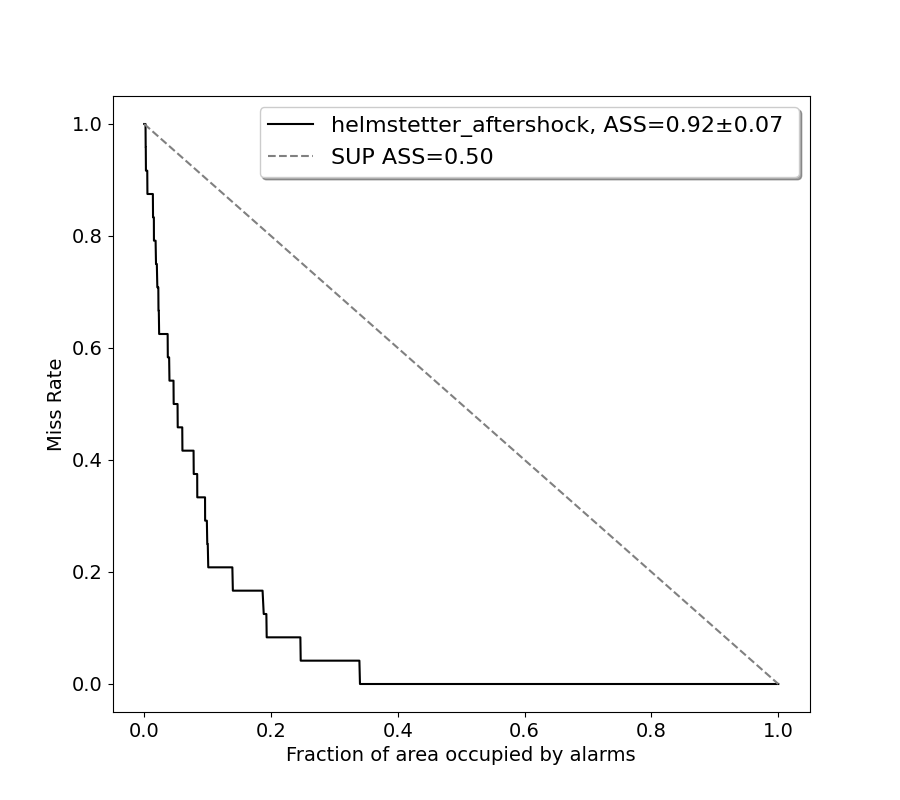 helmstetter_aftershock, ASS=0.92±0.07
SUP ASS=0.50
1.0
0.8
0.6
0.4
0.2
0.0
Miss Rate
0.0 0.2 0.4 0.6 0.8 1.0
Fraction of area occupied by alarms